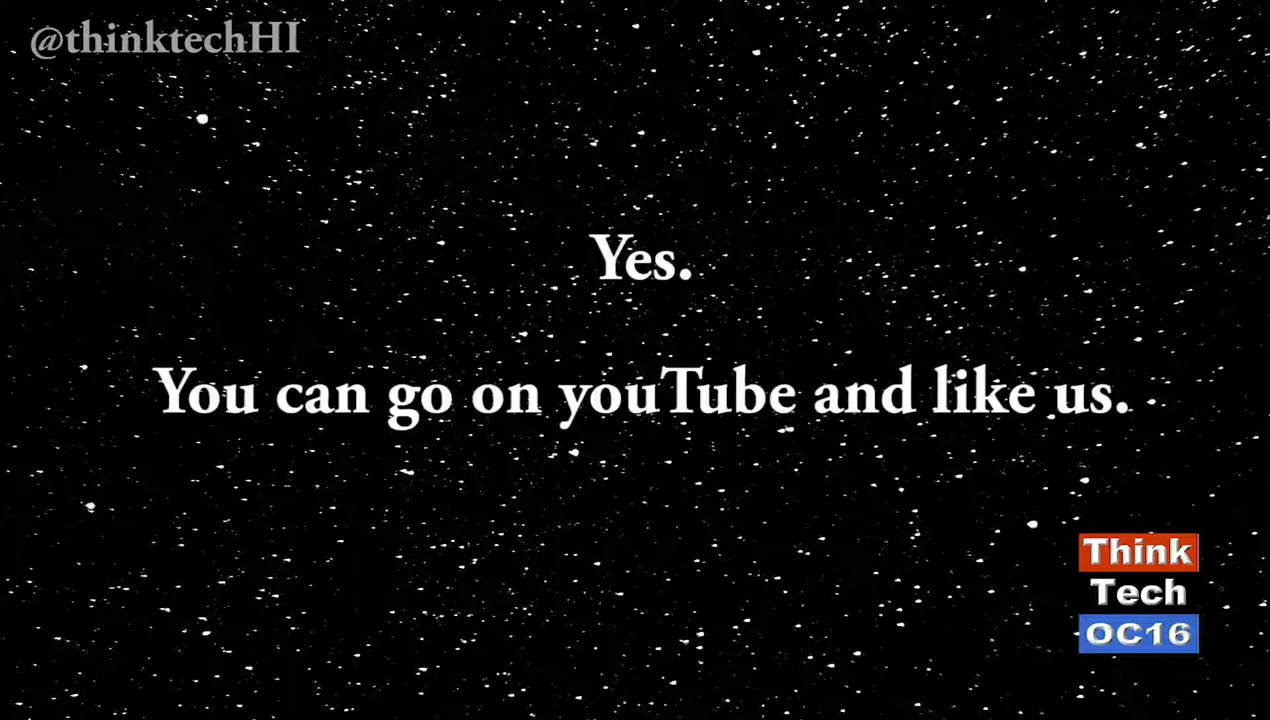 @thinktechHI
Yes.
You can go on youTube and like us.
Think
Tech
OC16